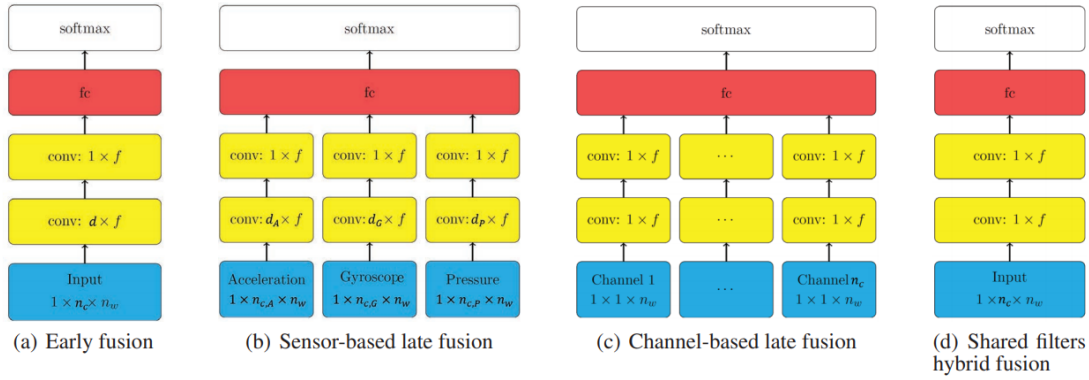 softmax
fc
conv: 1 × f
conv: d × f
Input
1 × n_c × n_w
(a) Early fusion
softmax
fc
conv: 1 × f conv: 1 × f conv: 1 × f
conv: d_A × f conv: d_G × f conv: d_P × f
Acceleration Gyroscope Pressure
1 × n_{c,A} × n_w 1 × n_{c,G} × n_w 1 × n_{c,P} × n_w
(b) Sensor-based late fusion
softmax
fc
conv: 1 × f ... conv: 1 × f
conv: 1 × f ... conv: 1 × f
Channel 1 ... Channel n_c
1 × 1 × n_w 1 × 1 × n_w
(c) Channel-based late fusion
softmax
fc
conv: 1 × f
conv: 1 × f
Input
1 × n_c × n_w
(d) Shared filters
hybrid fusion